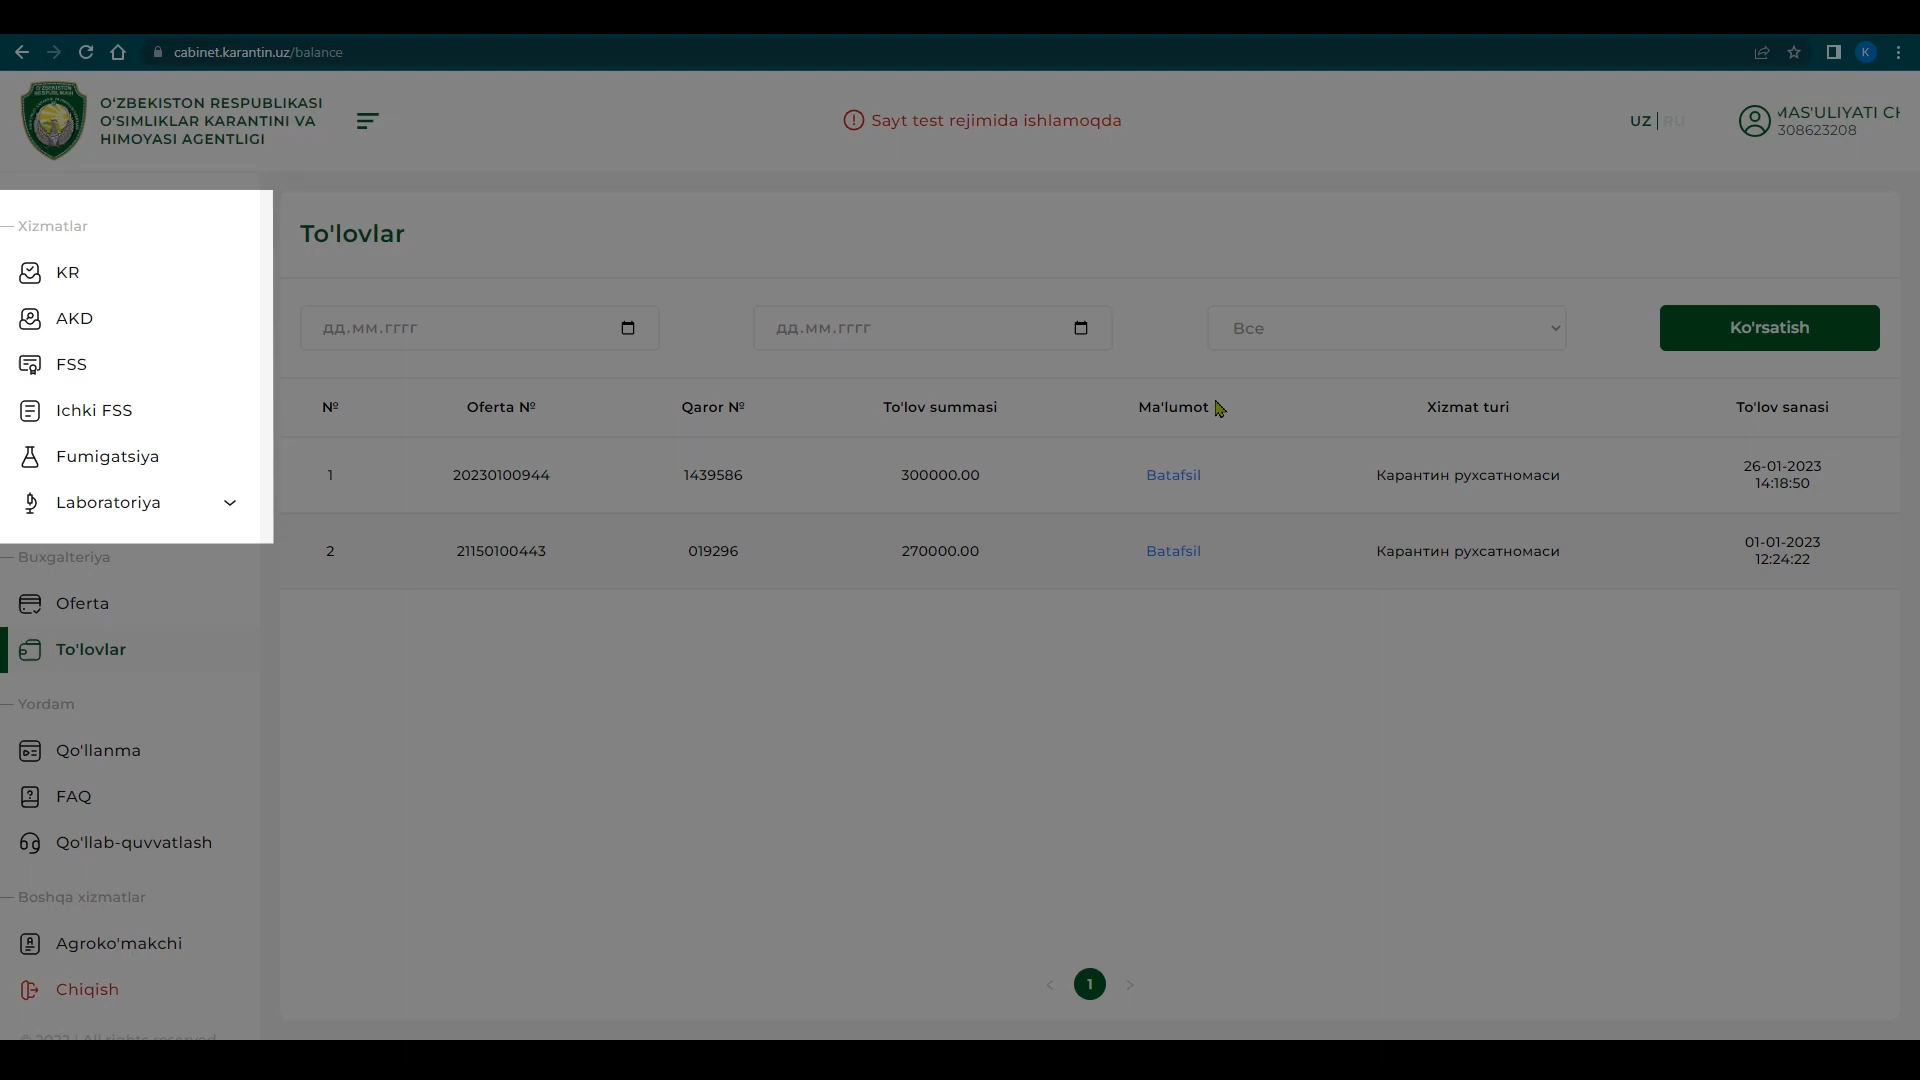 cabinet.karantin.uz/balance
K
O'ZBEKISTON RESPUBLIKASI
O'SIMLIKLAR KARANTINI VA
HIMOYASI AGENTLIGI
Sayt test rejimida ishlamoqda
UZ | RU
MAS'ULIYATI CH
308623208
Xizmatlar
KR
AKD
FSS
Ichki FSS
Fumigatsiya
Laboratoriya
Buxgalteriya
Oferta
To'lovlar
Yordam
Qo'llanma
FAQ
Qo'llab-quvvatlash
Boshqa xizmatlar
Agroko'makchi
Chiqish
To'lovlar
дд.мм.гггг дд.мм.гггг Все Ko'rsatish
№ Oferta № Qaror № To'lov summasi Ma'lumot Xizmat turi To'lov sanasi
1 20230100944 1439586 300000.00 Batafsil Карантин рухсатномаси 26-01-2023
14:18:50
2 21150100443 019296 270000.00 Batafsil Карантин рухсатномаси 01-01-2023
12:24:22
< 1 >